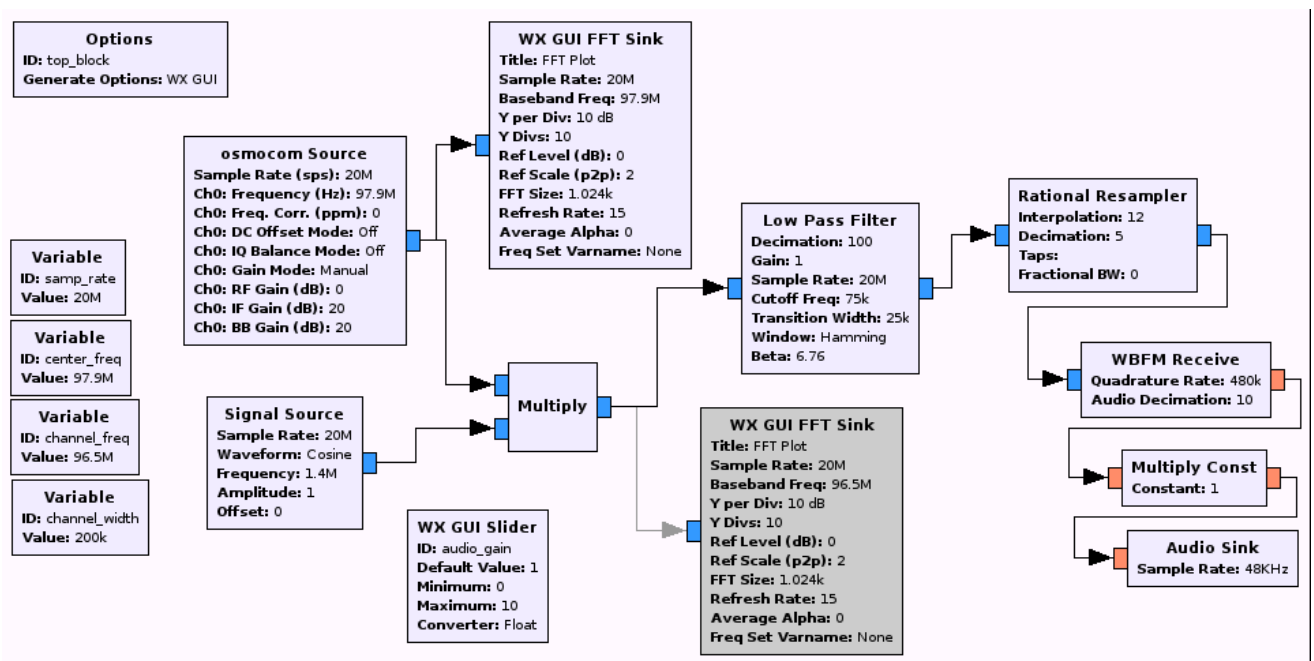 Options
ID: top_block
Generate Options: WX GUI
WX GUI FFT Sink
Title: FFT Plot
Sample Rate: 20M
Baseband Freq: 97.9M
Y per Div: 10 dB
Y Divs: 10
Ref Level (dB): 0
Ref Scale (p2p): 2
FFT Size: 1.024k
Refresh Rate: 15
Average Alpha: 0
Freq Set Varname: None
osmocom Source
Sample Rate (sps): 20M
Ch0: Frequency (Hz): 97.9M
Ch0: Freq. Corr. (ppm): 0
Ch0: DC Offset Mode: Off
Ch0: IQ Balance Mode: Off
Ch0: Gain Mode: Manual
Ch0: RF Gain (dB): 0
Ch0: IF Gain (dB): 20
Ch0: BB Gain (dB): 20
Variable
ID: samp_rate
Value: 20M
Variable
ID: center_freq
Value: 97.9M
Variable
ID: channel_freq
Value: 96.5M
Variable
ID: channel_width
Value: 200k
Signal Source
Sample Rate: 20M
Waveform: Cosine
Frequency: 1.4M
Amplitude: 1
Offset: 0
Multiply
WX GUI Slider
ID: audio_gain
Default Value: 1
Minimum: 0
Maximum: 10
Converter: Float
Low Pass Filter
Decimation: 100
Gain: 1
Sample Rate: 20M
Cutoff Freq: 75k
Transition Width: 25k
Window: Hamming
Beta: 6.76
WX GUI FFT Sink
Title: FFT Plot
Sample Rate: 20M
Baseband Freq: 96.5M
Y per Div: 10 dB
Y Divs: 10
Ref Level (dB): 0
Ref Scale (p2p): 2
FFT Size: 1.024k
Refresh Rate: 15
Average Alpha: 0
Freq Set Varname: None
Rational Resampler
Interpolation: 12
Decimation: 5
Taps:
Fractional BW: 0
WBFM Receive
Quadrature Rate: 480k
Audio Decimation: 10
Multiply Const
Constant: 1
Audio Sink
Sample Rate: 48KHz